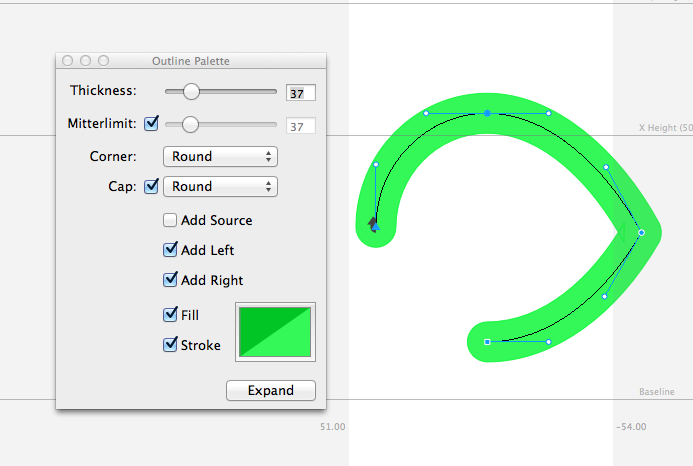 Outline Palette
Thickness: 37
Mitterlimit: 37
Corner: Round
Cap: Round
Add Source
Add Left
Add Right
Fill
Stroke
Expand
X Height (50
Baseline
51.00
-54.00